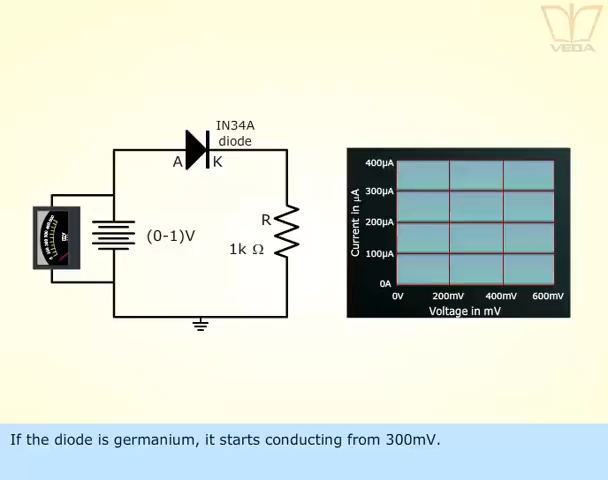 VEDA
IN34A
diode
A
K
(0-1)V
R
1k Ω
400µA
300µA
200µA
100µA
0A
Current in µA
0V
200mV
400mV
600mV
Voltage in mV
If the diode is germanium, it starts conducting from 300mV.